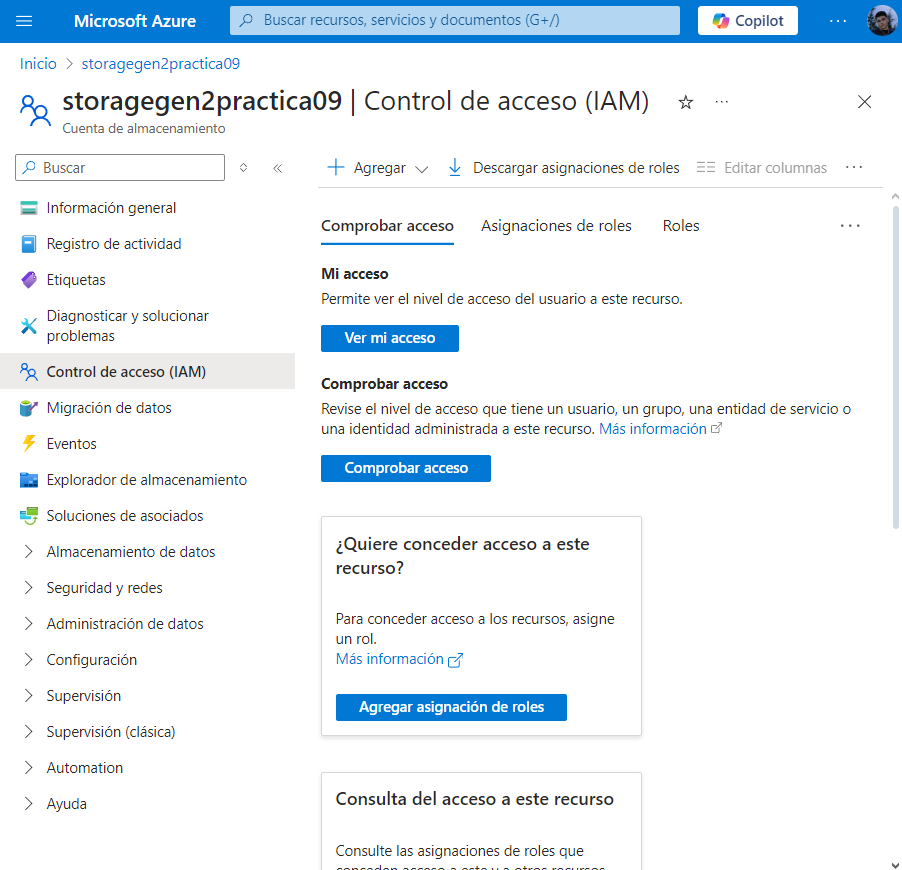 Microsoft Azure
Buscar recursos, servicios y documentos (G+/)
Copilot
Inicio > storagegen2practica09
storagegen2practica09 | Control de acceso (IAM)
Cuenta de almacenamiento
Buscar
Agregar
Descargar asignaciones de roles
Editar columnas
Información general
Registro de actividad
Etiquetas
Diagnosticar y solucionar
problemas
Control de acceso (IAM)
Migración de datos
Eventos
Explorador de almacenamiento
Soluciones de asociados
Almacenamiento de datos
Seguridad y redes
Administración de datos
Configuración
Supervisión
Supervisión (clásica)
Automation
Ayuda
Comprobar acceso
Asignaciones de roles
Roles
Mi acceso
Permite ver el nivel de acceso del usuario a este recurso.
Ver mi acceso
Comprobar acceso
Revise el nivel de acceso que tiene un usuario, un grupo, una entidad de servicio o
una identidad administrada a este recurso. Más información
Comprobar acceso
¿Quiere conceder acceso a este
recurso?
Para conceder acceso a los recursos, asigne
un rol.
Más información
Agregar asignación de roles
Consulta del acceso a este recurso
Consulte las asignaciones de roles que
conceden acceso a este y a otros recursos